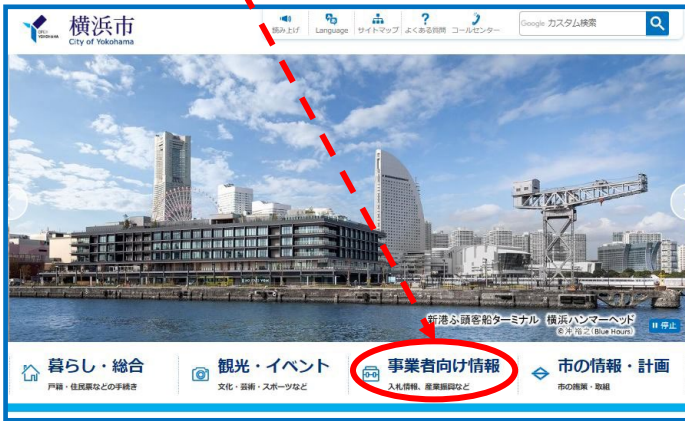 横浜市
City of Yokohama
読み上げ Language サイトマップ よくある質問 コールセンター
Google カスタム検索
新港ふ頭客船ターミナル 横浜ハンマーヘッド
停止
暮らし・総合
戸籍・住民票などの手続き
観光・イベント
文化・芸術・スポーツなど
事業者向け情報
入札情報、産業振興など
市の情報・計画
市の施策・取組